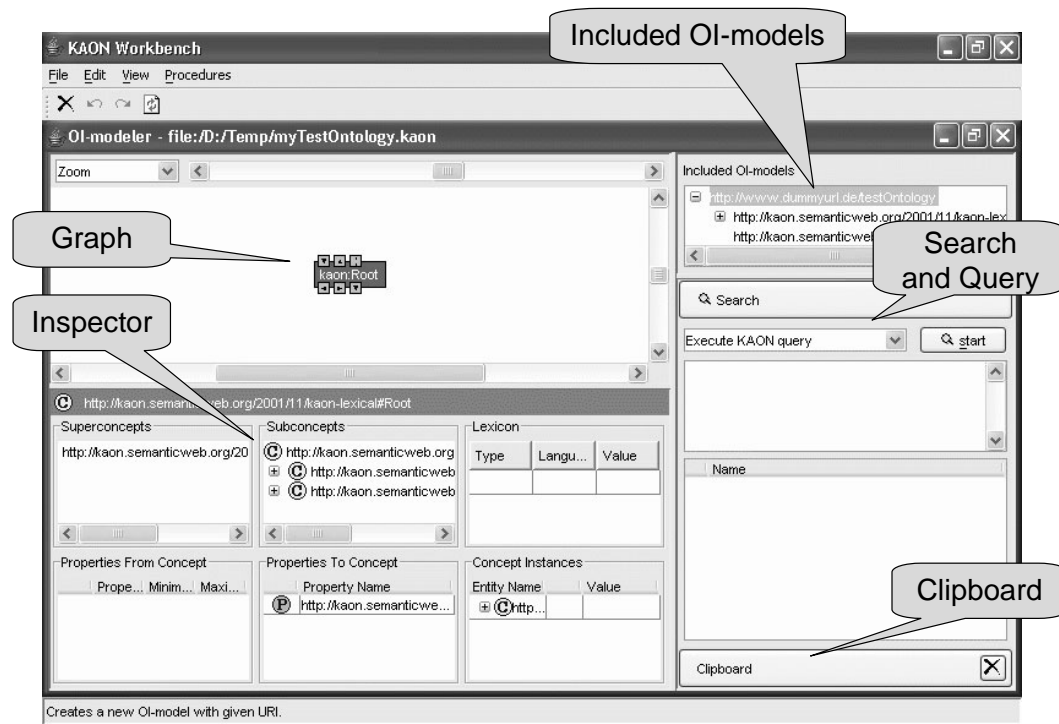 Included OI-models
KAON Workbench
File Edit View Procedures
OI-modeler - file:/D:/Temp/myTestOntology.kaon
Zoom
Included OI-models
http://www.dummyurl.de/testOntology
http://kaon.semanticweb.org/2001/11/kaon-lex
http://kaon.semanticwe
Graph
kaon:Root
Search
and Query
Search
Inspector
Execute KAON query
start
http://kaon.semanticweb.org/2001/11/kaon-lexical#Root
Superconcepts
Subconcepts
Lexicon
http://kaon.semanticweb.org/20
C http://kaon.semanticweb.org
C http://kaon.semanticweb
C http://kaon.semanticweb
Type Langu... Value
Name
Properties From Concept
Properties To Concept
Concept Instances
Prope... Minim... Maxi...
Property Name
P http://kaon.semanticwe...
Entity Name Value
C http...
Clipboard
Clipboard
Creates a new OI-model with given URI.